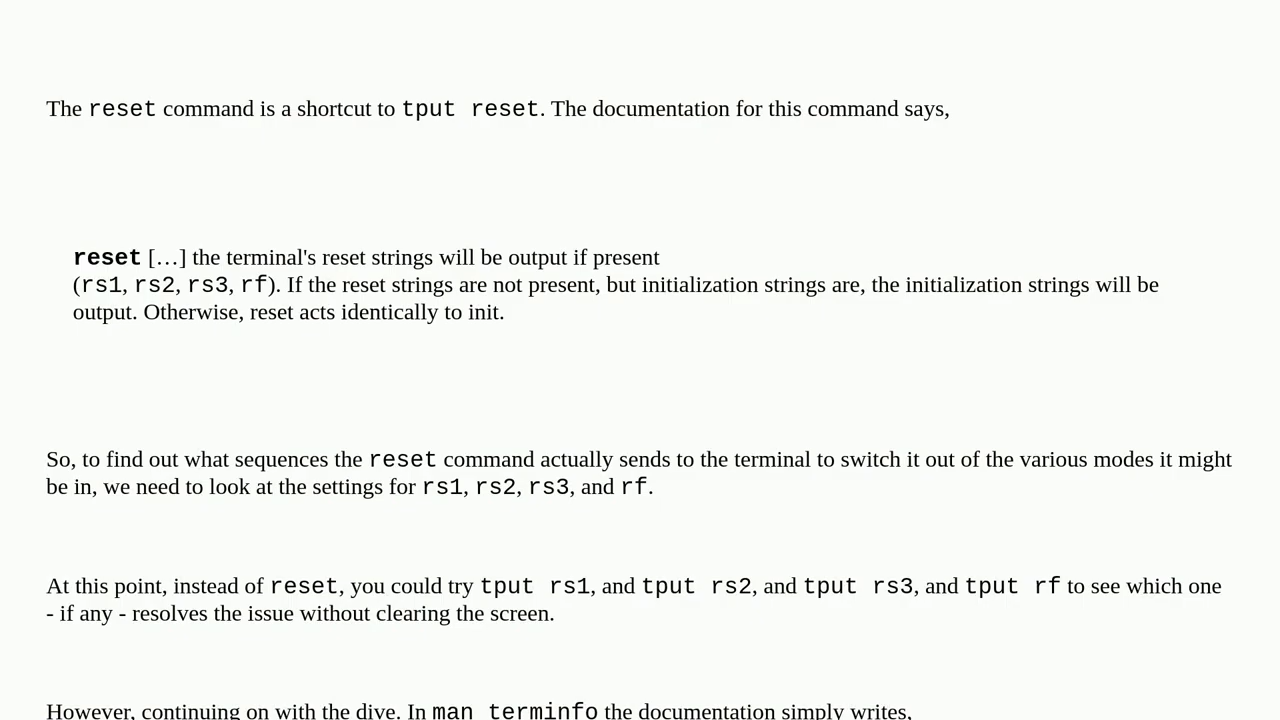 The reset command is a shortcut to tput reset. The documentation for this command says,
reset […] the terminal's reset strings will be output if present
(rs1, rs2, rs3, rf). If the reset strings are not present, but initialization strings are, the initialization strings will be
output. Otherwise, reset acts identically to init.
So, to find out what sequences the reset command actually sends to the terminal to switch it out of the various modes it might
be in, we need to look at the settings for rs1, rs2, rs3, and rf.
At this point, instead of reset, you could try tput rs1, and tput rs2, and tput rs3, and tput rf to see which one
- if any - resolves the issue without clearing the screen.
However, continuing on with the dive. In man terminfo the documentation simply writes,